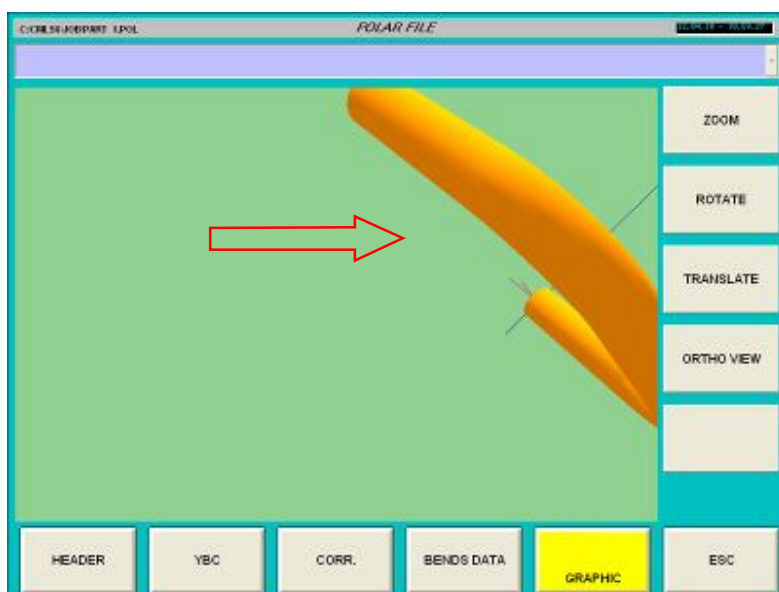 POLAR FILE
ZOOM
ROTATE
TRANSLATE
ORTHO VIEW
HEADER
YBC
CORR.
BENDS DATA
GRAPHIC
ESC